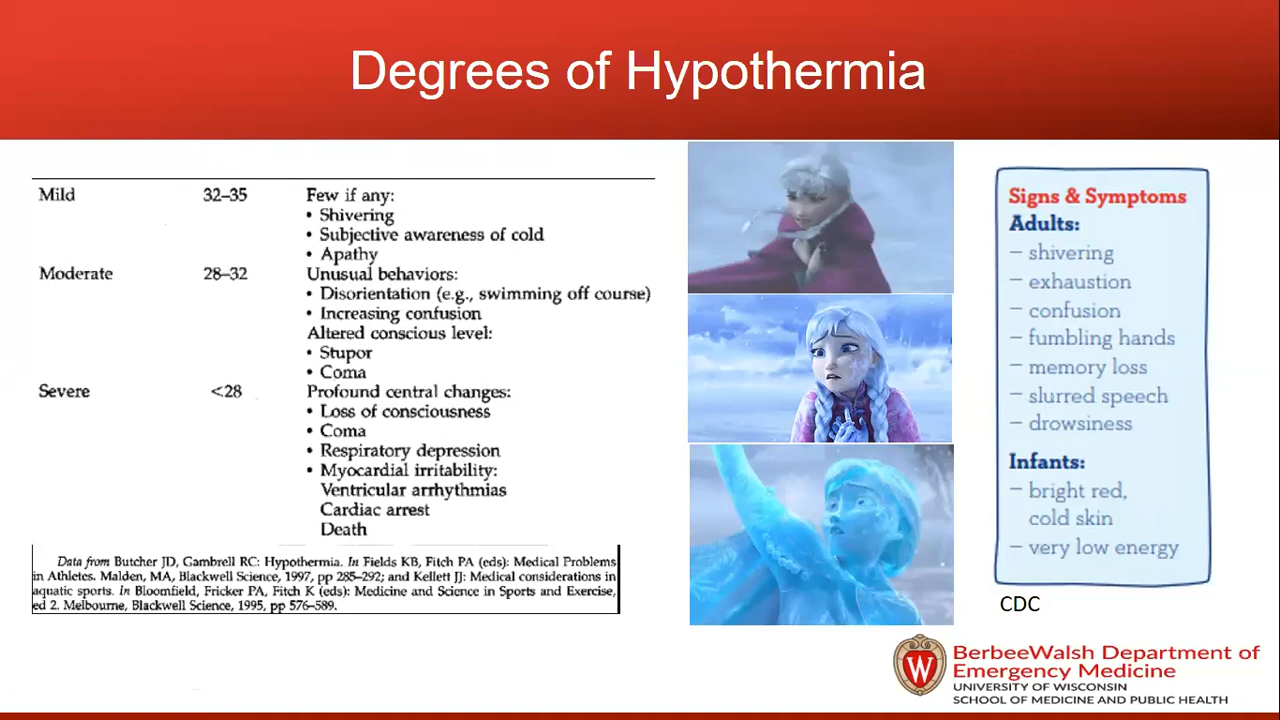 Degrees of Hypothermia
Mild 32–35 Few if any:
• Shivering
• Subjective awareness of cold
• Apathy
Moderate 28–32 Unusual behaviors:
• Disorientation (e.g., swimming off course)
• Increasing confusion
Altered conscious level:
• Stupor
• Coma
Severe <28 Profound central changes:
• Loss of consciousness
• Coma
• Respiratory depression
• Myocardial irritability:
Ventricular arrhythmias
Cardiac arrest
Death
Data from Butcher JD, Gambrell RC: Hypothermia. In Fields KB, Fitch PA (eds): Medical Problems
in Athletes. Malden, MA, Blackwell Science, 1997, pp 285–292; and Kellett JJ: Medical considerations in
aquatic sports. In Bloomfield, Fricker PA, Fitch K (eds): Medicine and Science in Sports and Exercise,
ed 2. Melbourne, Blackwell Science, 1995, pp 576–589.
Signs & Symptoms
Adults:
– shivering
– exhaustion
– confusion
– fumbling hands
– memory loss
– slurred speech
– drowsiness
Infants:
– bright red,
cold skin
– very low energy
CDC
W
BerbeeWalsh Department of
Emergency Medicine
UNIVERSITY OF WISCONSIN
SCHOOL OF MEDICINE AND PUBLIC HEALTH